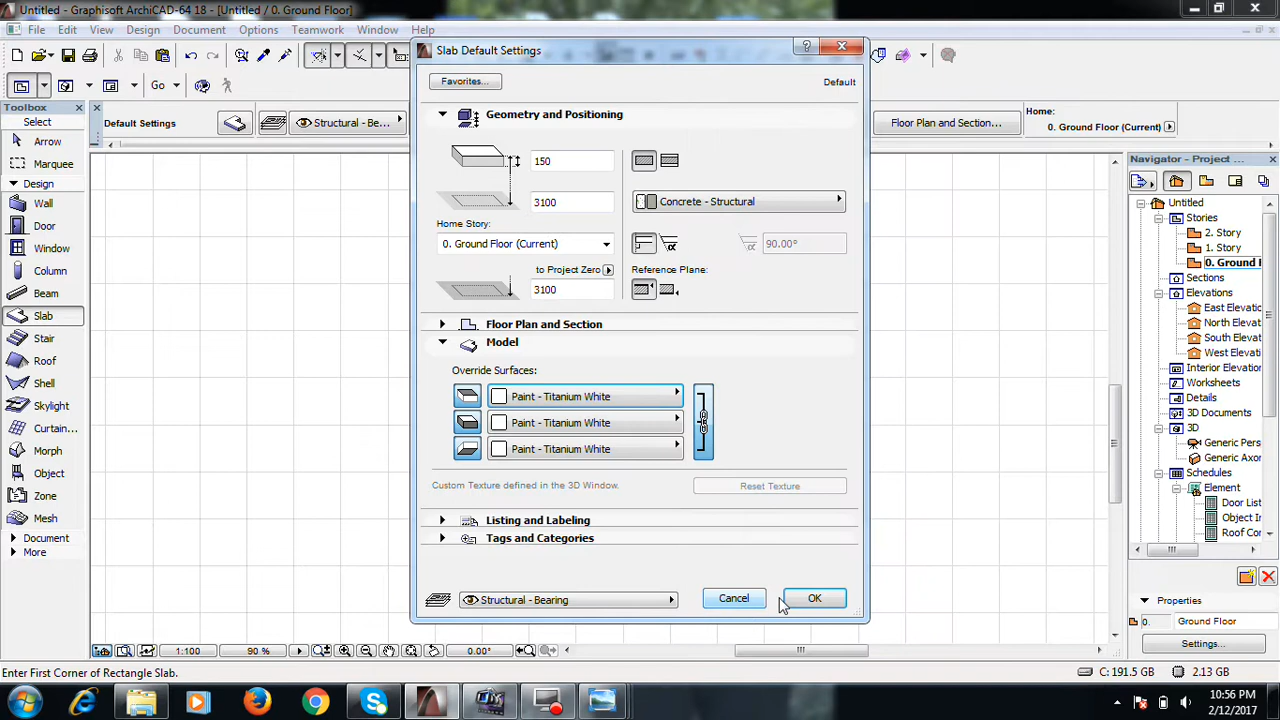 Untitled - Graphisoft ArchiCAD-64 18 - [Untitled / 0. Ground Floor]
File Edit View Design Document Options Teamwork Window Help
Slab Default Settings
Favorites...
Default
Go
Toolbox
Select
Arrow
Marquee
Design
Wall
Door
Window
Column
Beam
Slab
Stair
Roof
Shell
Skylight
Curtain...
Morph
Object
Zone
Mesh
Document
More
Default Settings
Structural - Be...
Floor Plan and Section...
Home:
0. Ground Floor (Current)
Geometry and Positioning
150
3100
Concrete - Structural
Home Story:
0. Ground Floor (Current)
90.00°
to Project Zero
Reference Plane:
3100
Floor Plan and Section
Model
Override Surfaces:
Paint - Titanium White
Paint - Titanium White
Paint - Titanium White
Custom Texture defined in the 3D Window.
Reset Texture
Listing and Labeling
Tags and Categories
Structural - Bearing
Cancel
OK
Navigator - Project ...
Untitled
Stories
2. Story
1. Story
0. Ground F
Sections
Elevations
East Elevat
North Elevat
South Elevat
West Elevat
Interior Elevation
Worksheets
Details
3D Documents
3D
Generic Pers
Generic Axor
Schedules
Element
Door List
Object In
Roof Cor
Properties
0. Ground Floor
Settings...
1:100
90 %
0.00°
Enter First Corner of Rectangle Slab.
C: 191.5 GB
2.13 GB
10:56 PM
2/12/2017